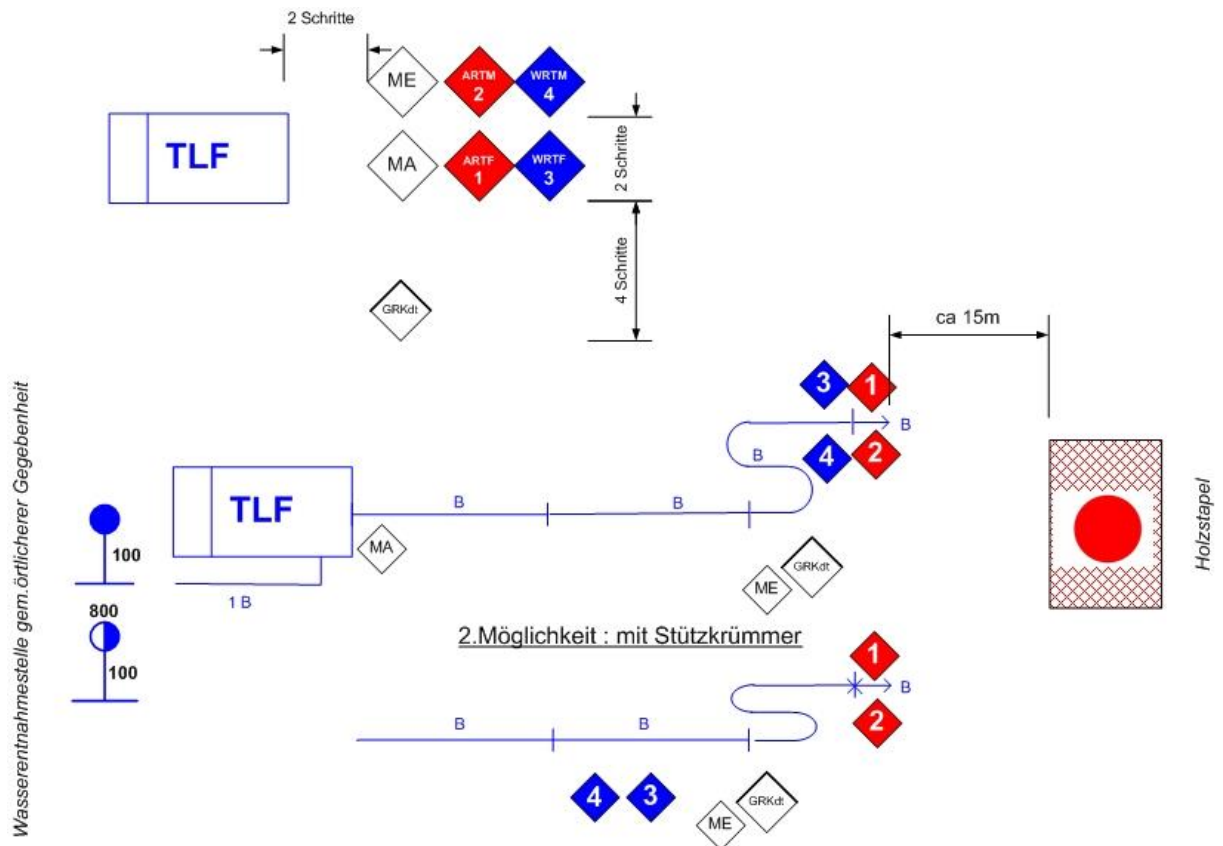 2 Schritte
ME
ARTM
2
WRTM
4
TLF
MA
ARTF
1
WRTF
3
2 Schritte
4 Schritte
GRKdt
ca 15m
Wasserentnahmestelle gem.örtlicherer Gegebenheit
3
1
B
4
2
B
TLF
B
B
MA
100
1 B
GRKdt
ME
Holzstapel
800
100
2.Möglichkeit : mit Stützkrümmer
1
B
2
B
B
4
3
GRKdt
ME